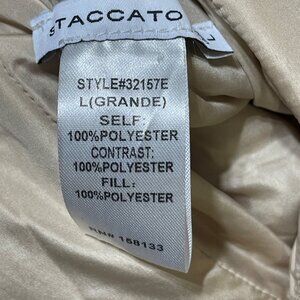 STACCATO
L
STYLE#32157E
L(GRANDE)
SELF:
100%POLYESTER
CONTRAST:
100%POLYESTER
FILL:
100%POLYESTER
RN# 158133